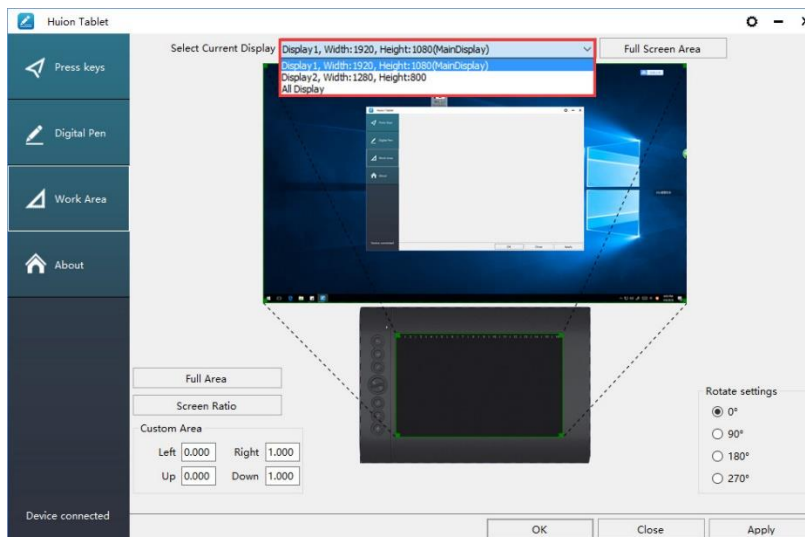 Huion Tablet
Press keys
Digital Pen
Work Area
About
Device connected
Select Current Display
Display1, Width:1920, Height:1080(MainDisplay)
Full Screen Area
Display1, Width:1920, Height:1080(MainDisplay)
Display2, Width:1280, Height:800
All Display
Full Area
Screen Ratio
Custom Area
Left 0.000 Right 1.000
Up 0.000 Down 1.000
Rotate settings
0°
90°
180°
270°
OK Close Apply